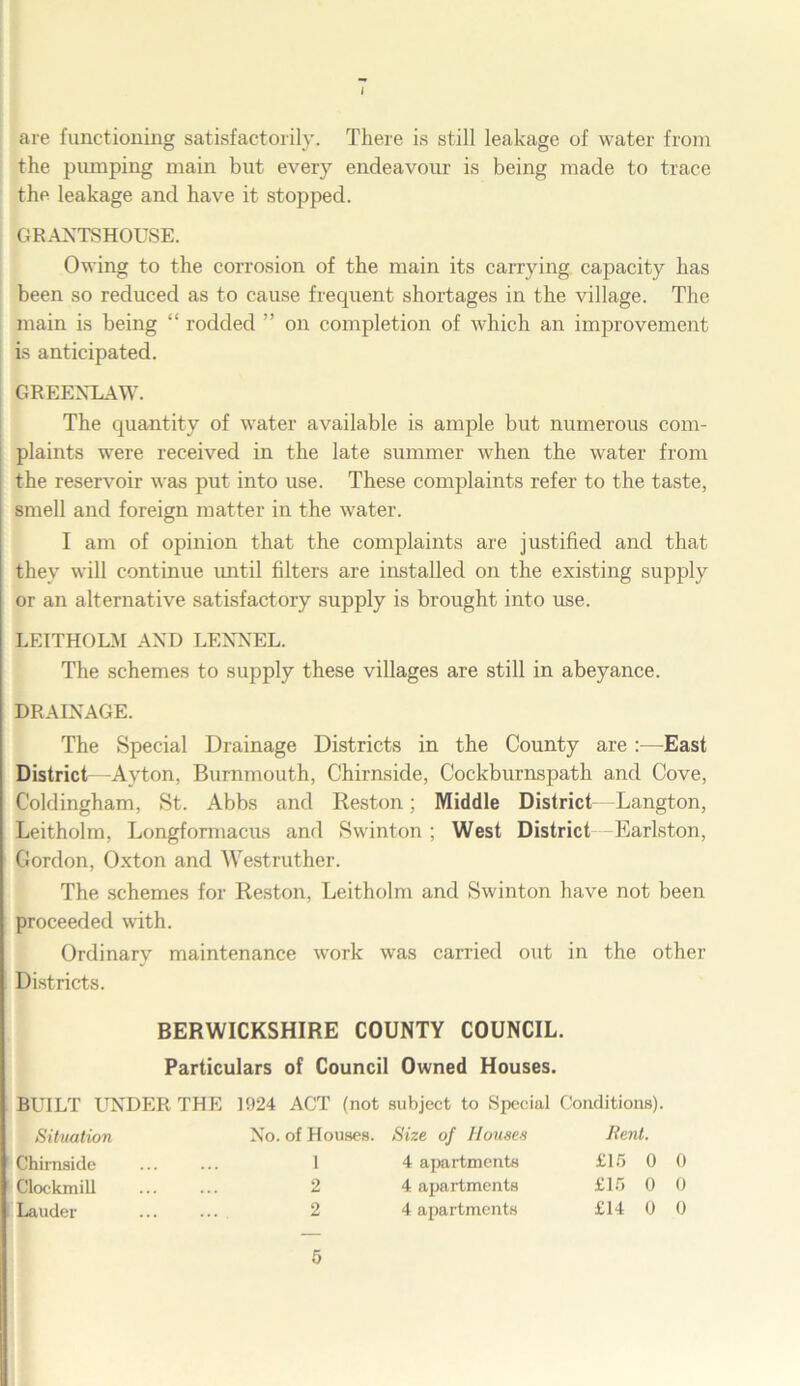 7
are functioning satisfactorily. There is still leakage of water from
the pumping main but every endeavour is being made to trace
the leakage and have it stopped.
GRANTSHOUSE.
Owing to the corrosion of the main its carrying capacity has
been so reduced as to cause frequent shortages in the village. The
main is being “ rodded ” on completion of which an improvement
is anticipated.
GREENLAW.
The quantity of water available is ample but numerous com-
plaints were received in the late summer when the water from
the reservoir was put into use. These complaints refer to the taste,
smell and foreign matter in the water.
I am of opinion that the complaints are justified and that
they will continue until filters are installed on the existing supply
or an alternative satisfactory supply is brought into use.
LEITHOLM AND LENNEL.
The schemes to supply these villages are still in abeyance.
DRAINAGE.
The Special Drainage Districts in the County are :—East
District—Ayton, Burnmouth, Chirnside, Cockburnspath and Cove,
Coldingham, St. Abbs and Reston ; Middle District—Langton,
Leitholm, Longformacus and Swinton ; West District—Earlston,
Gordon, Oxton and Westruther.
The schemes for Reston, Leitholm and Swinton have not been
proceeded with.
Ordinary maintenance work was carried out in the other
Districts.
BERWICKSHIRE COUNTY COUNCIL.
Particulars of Council Owned Houses.
BUILT UNDER THE 1924 ACT (not subject to Special Conditions).
Situation No. of Houses. Size of Houses Rent.
Chirnside ... ... 1 4 apartments £15 0 0
Clockmill ... ... 2 4 apartments £15 0 0
Lauder ... ... 2 4 apartments £14 0 0
5